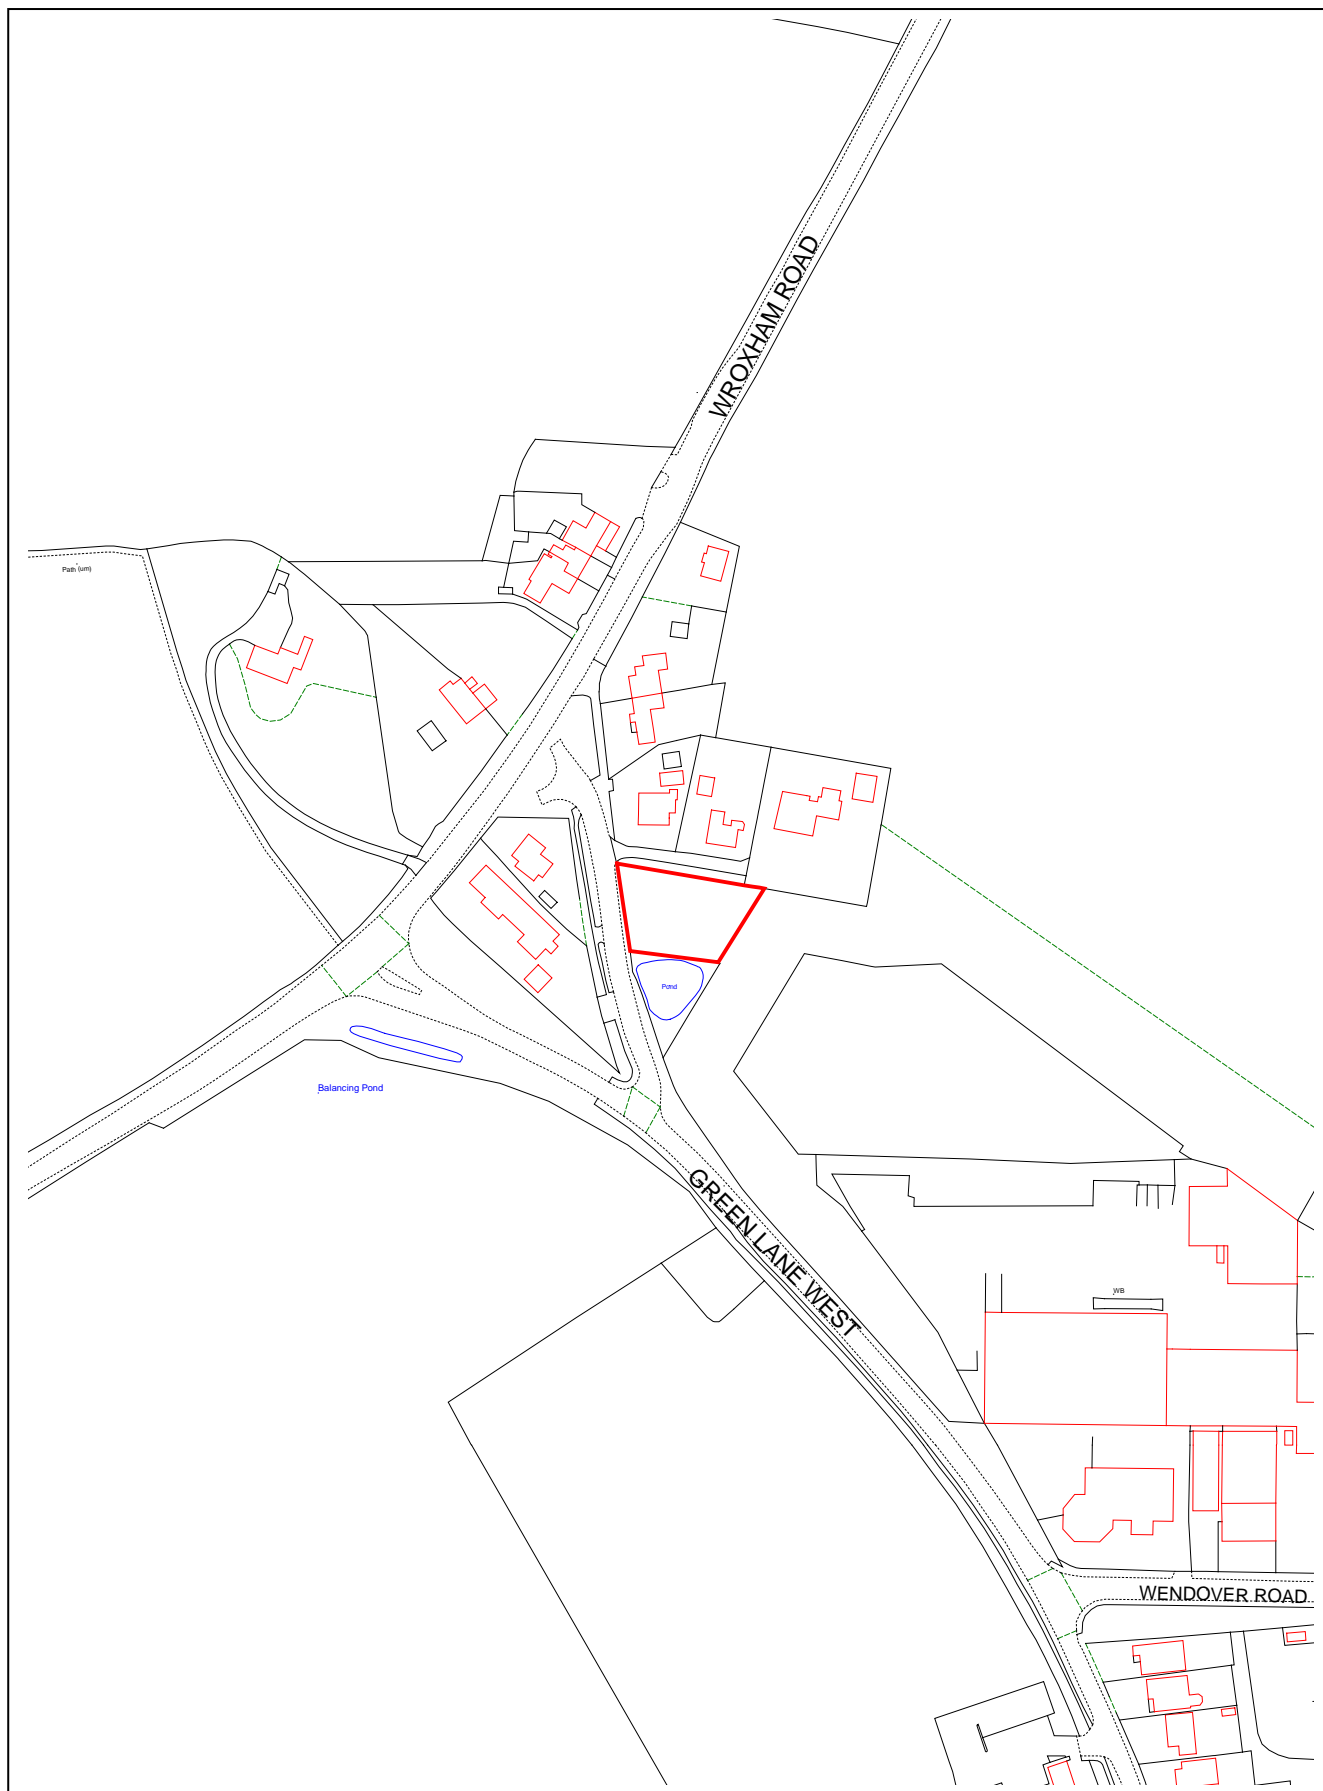 WROXHAM ROAD
Path (um)
Pond
Balancing Pond
GREEN LANE WEST
WB
WENDOVER ROAD